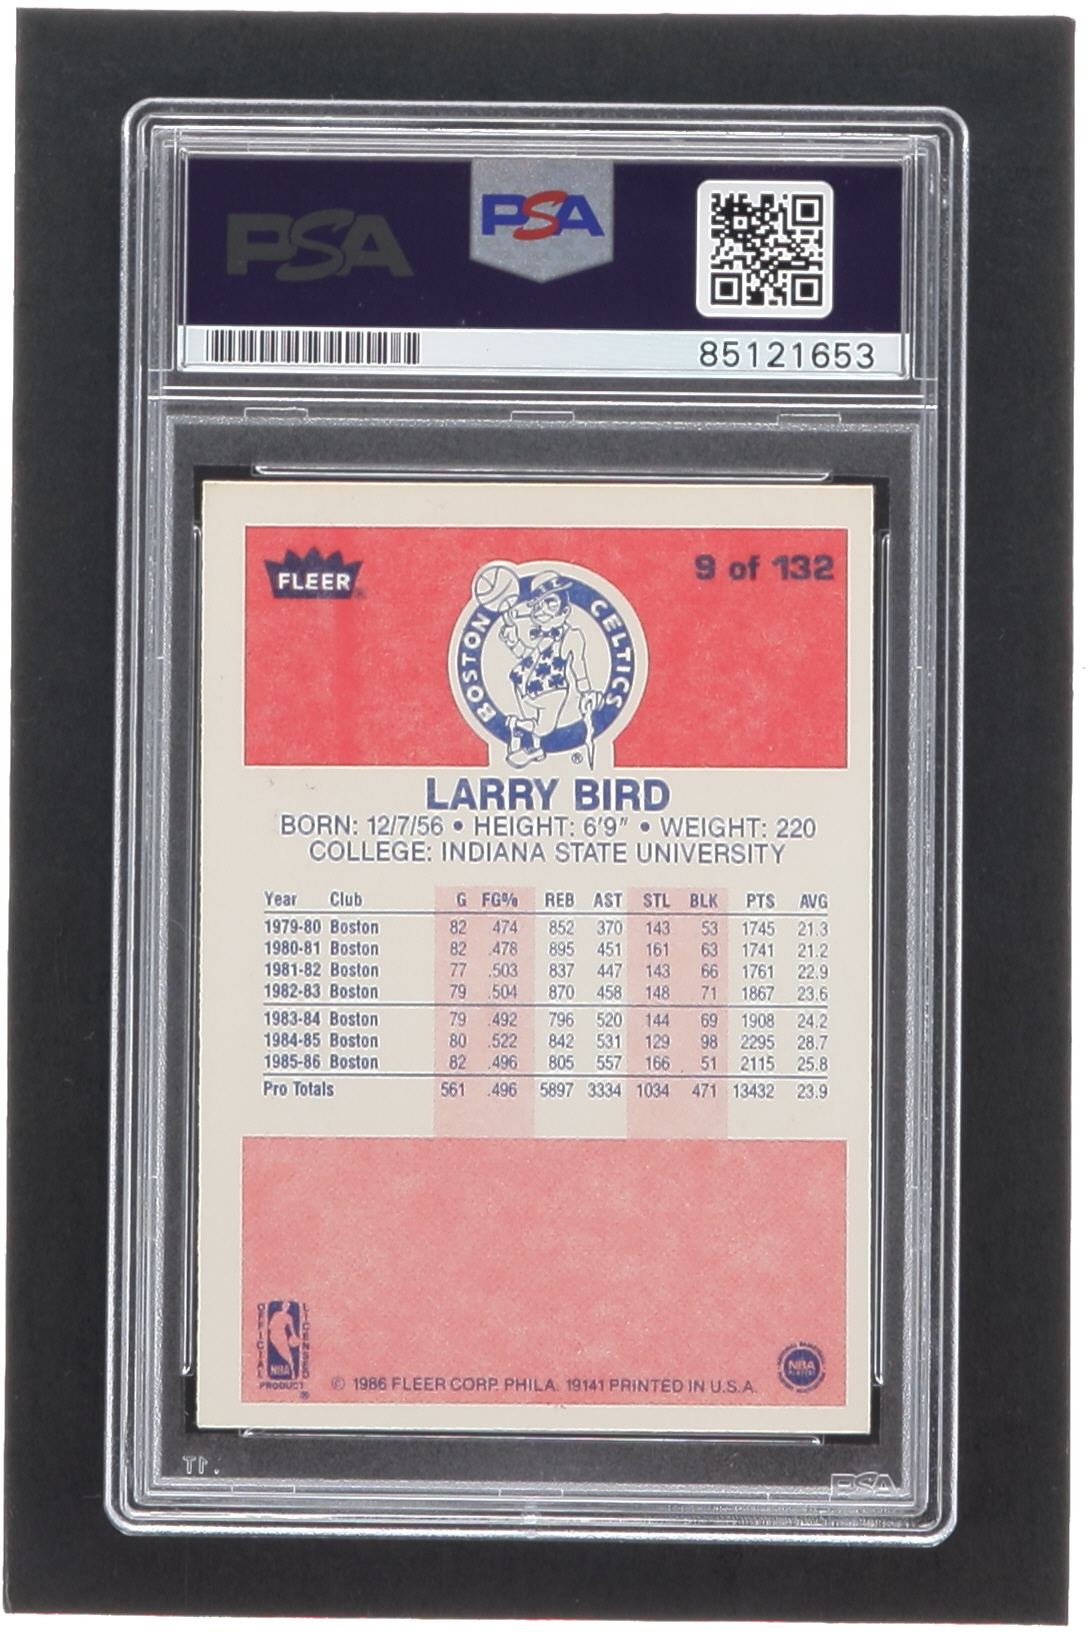 PSA PSA
85121653
FLEER®
9 of 132
BOSTON CELTICS
®
LARRY BIRD
BORN: 12/7/56 • HEIGHT: 6'9" • WEIGHT: 220
COLLEGE: INDIANA STATE UNIVERSITY
Year Club G FG% REB AST STL BLK PTS AVG
1979-80 Boston 82 .474 852 370 143 53 1745 21.3
1980-81 Boston 82 .478 895 451 161 63 1741 21.2
1981-82 Boston 77 .503 837 447 143 66 1761 22.9
1982-83 Boston 79 .504 870 458 148 71 1867 23.6
1983-84 Boston 79 .492 796 520 144 69 1908 24.2
1984-85 Boston 80 .522 842 531 129 98 2295 28.7
1985-86 Boston 82 .496 805 557 166 51 2115 25.8
Pro Totals 561 .496 5897 3334 1034 471 13432 23.9
OFFICIAL LICENSED
NBA
PRODUCT ®
NBA
PLAYERS
© 1986 FLEER CORP. PHILA. 19141 PRINTED IN U.S.A.
PSA